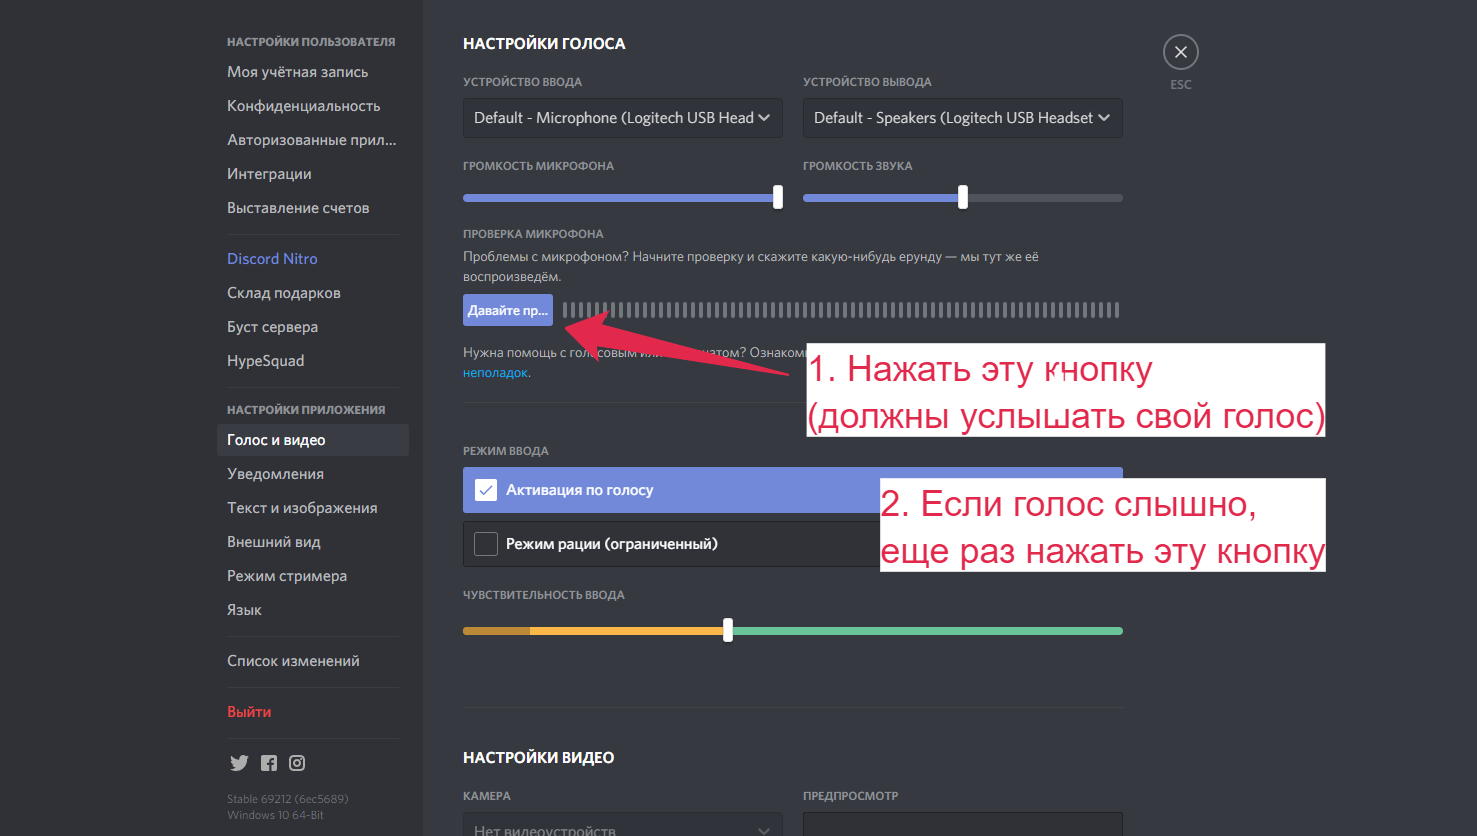 НАСТРОЙКИ ПОЛЬЗОВАТЕЛЯ
Моя учётная запись
Конфиденциальность
Авторизованные прил...
Интеграции
Выставление счетов
Discord Nitro
Склад подарков
Буст сервера
HypeSquad
НАСТРОЙКИ ПРИЛОЖЕНИЯ
Голос и видео
Уведомления
Текст и изображения
Внешний вид
Режим стримера
Язык
Список изменений
Выйти
Stable 69212 (6ec5689)
Windows 10 64-Bit
НАСТРОЙКИ ГОЛОСА
УСТРОЙСТВО ВВОДА
Default - Microphone (Logitech USB Head
УСТРОЙСТВО ВЫВОДА
Default - Speakers (Logitech USB Headset
ГРОМКОСТЬ МИКРОФОНА
ГРОМКОСТЬ ЗВУКА
ПРОВЕРКА МИКРОФОНА
Проблемы с микрофоном? Начните проверку и скажите какую-нибудь ерунду — мы тут же её
воспроизведём.
Давайте пр...
Нужна помощь с голосовым или
неполадок.
1. Нажать эту кнопку
(должны услышать свой голос)
РЕЖИМ ВВОДА
Активация по голосу
Режим рации (ограниченный)
2. Если голос слышно,
еще раз нажать эту кнопку
ЧУВСТВИТЕЛЬНОСТЬ ВВОДА
НАСТРОЙКИ ВИДЕО
КАМЕРА
Нет видеоустройств
ПРЕДПРОСМОТР
ESC